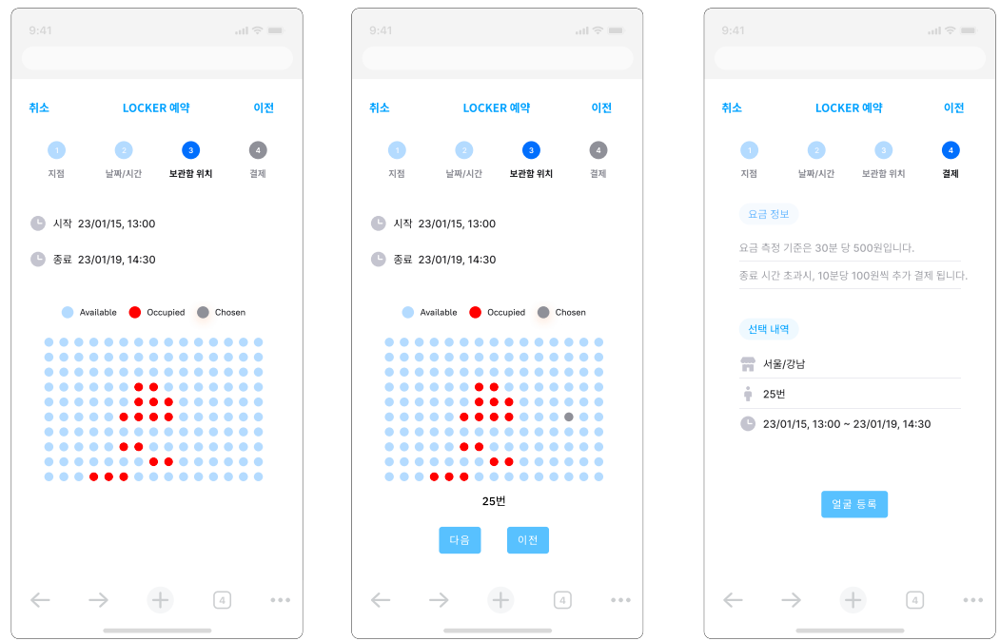 9:41
취소 LOCKER 예약 이전
1 2 3 4
지점 날짜/시간 보관함 위치 결제
시작 23/01/15, 13:00
종료 23/01/19, 14:30
Available Occupied Chosen
4
9:41
취소 LOCKER 예약 이전
1 2 3 4
지점 날짜/시간 보관함 위치 결제
시작 23/01/15, 13:00
종료 23/01/19, 14:30
Available Occupied Chosen
25번
다음 이전
4
9:41
취소 LOCKER 예약 이전
1 2 3 4
지점 날짜/시간 보관함 위치 결제
요금 정보
요금 측정 기준은 30분 당 500원입니다.
종료 시간 초과시, 10분당 100원씩 추가 결제 됩니다.
선택 내역
서울/강남
25번
23/01/15, 13:00 ~ 23/01/19, 14:30
얼굴 등록
4